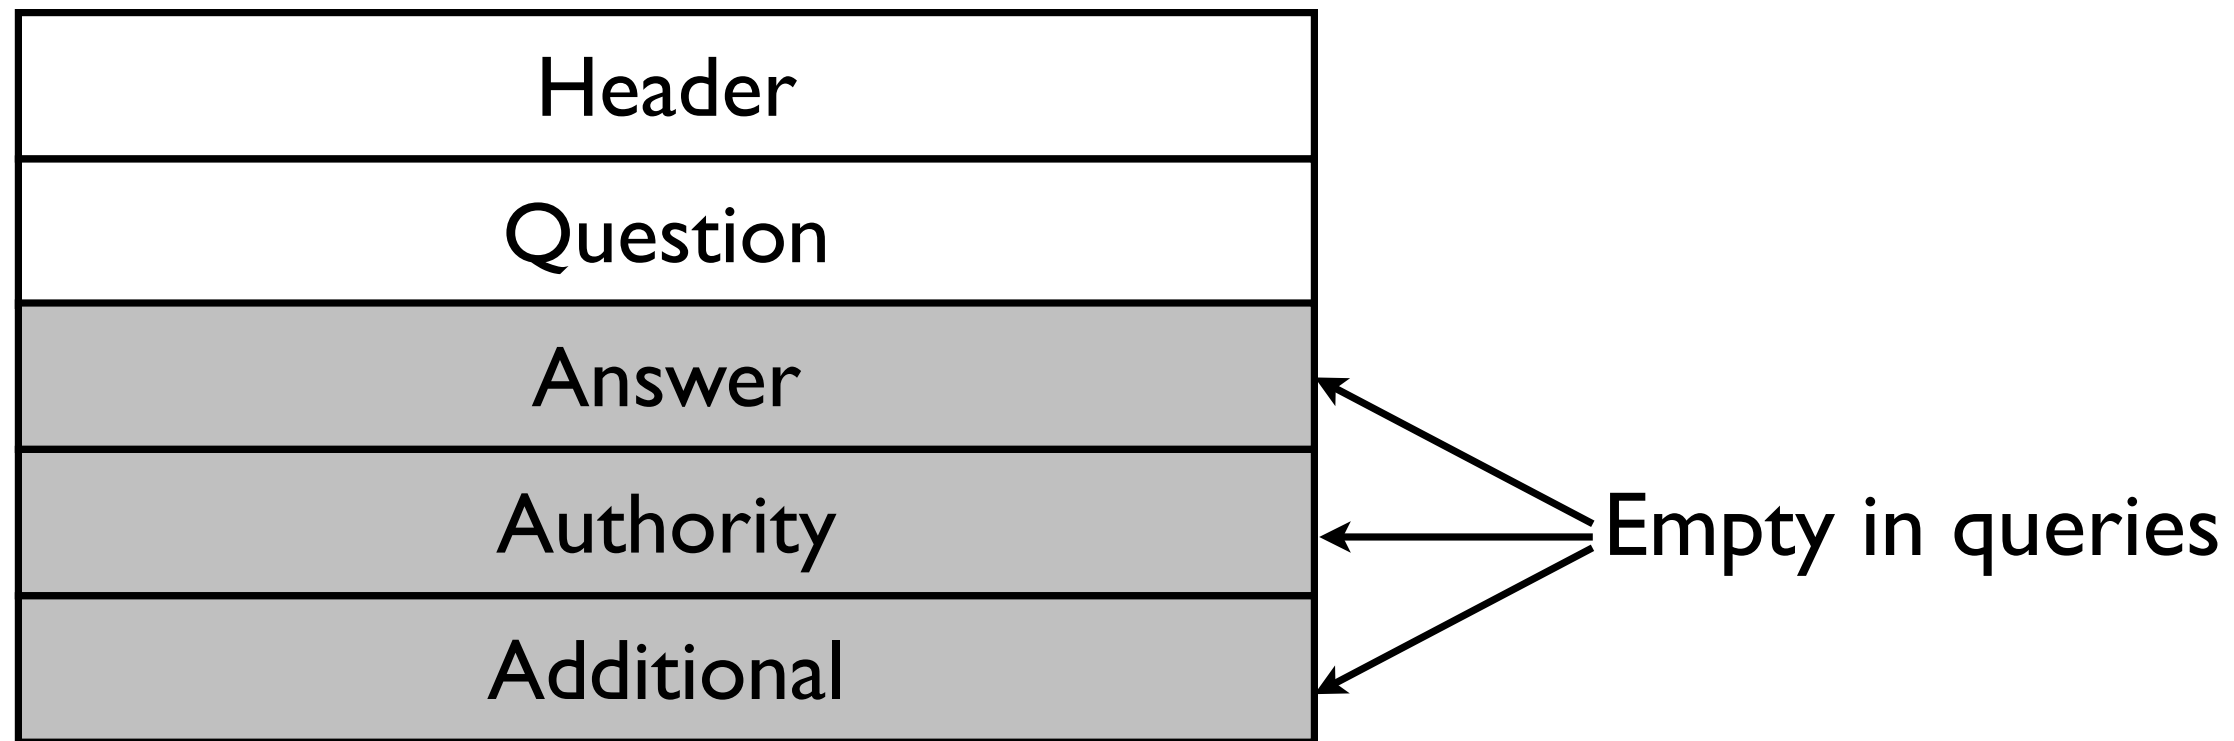 Header
Question
Answer
Authority
Empty in queries
Additional